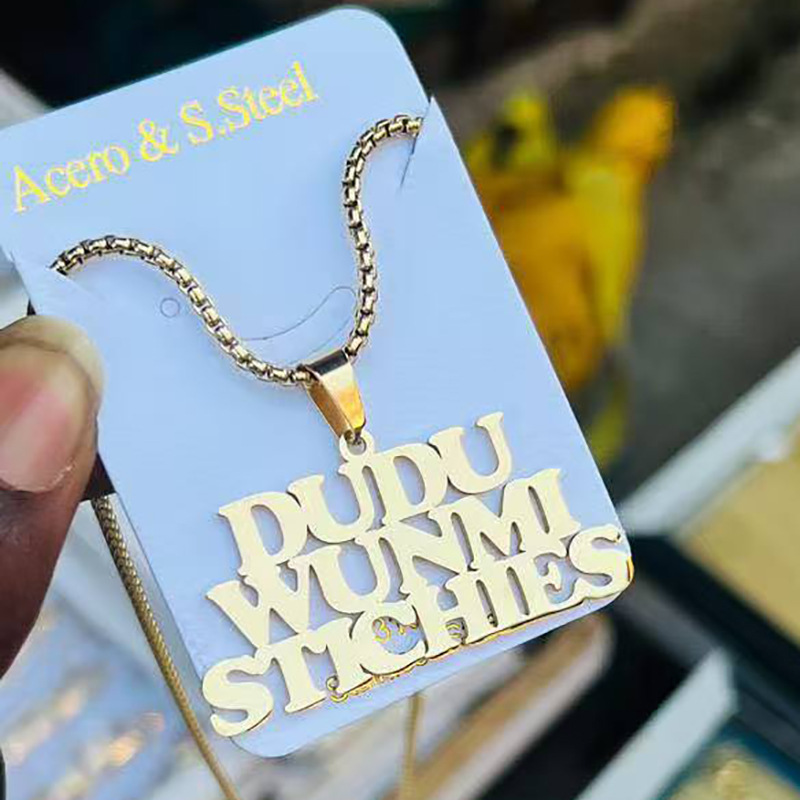 Acero & S.Steel
DUDU
WUNMI
STICHIES